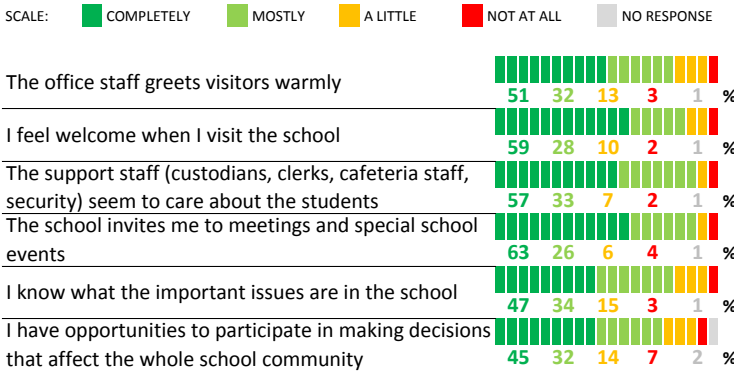 SCALE: COMPLETELY MOSTLY A LITTLE NOT AT ALL NO RESPONSE
The office staff greets visitors warmly
51 32 13 3 1 %
I feel welcome when I visit the school
59 28 10 2 1 %
The support staff (custodians, clerks, cafeteria staff,
security) seem to care about the students
57 33 7 2 1 %
The school invites me to meetings and special school
events
63 26 6 4 1 %
I know what the important issues are in the school
47 34 15 3 1 %
I have opportunities to participate in making decisions
that affect the whole school community
45 32 14 7 2 %